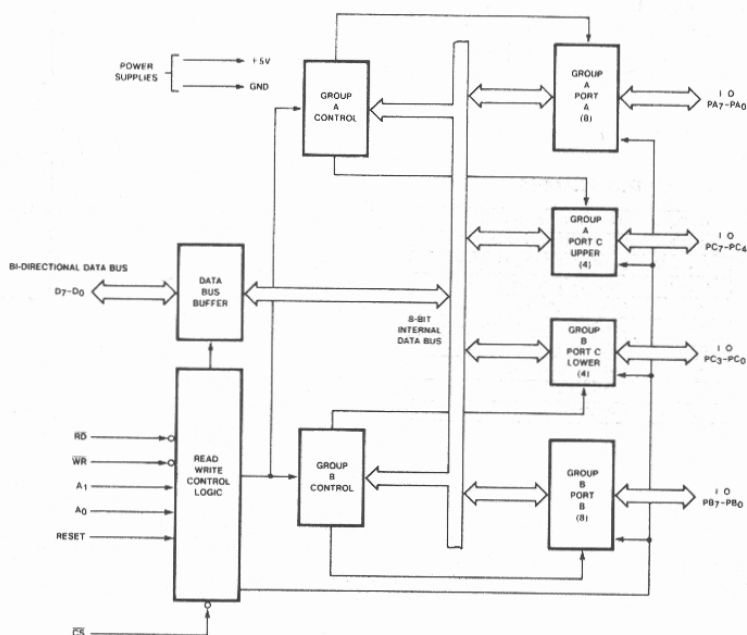 POWER
SUPPLIES
+5V
GND
GROUP
A
CONTROL
GROUP
A
PORT
A
(8)
I O
PA7-PA0
GROUP
A
PORT C
UPPER
(4)
I O
PC7-PC4
BI-DIRECTIONAL DATA BUS
D7-D0
DATA
BUS
BUFFER
8-BIT
INTERNAL
DATA BUS
GROUP
B
PORT C
LOWER
(4)
I O
PC3-PC0
RD
WR
A1
A0
RESET
CS
READ
WRITE
CONTROL
LOGIC
GROUP
B
CONTROL
GROUP
B
PORT
B
(8)
I O
PB7-PB0